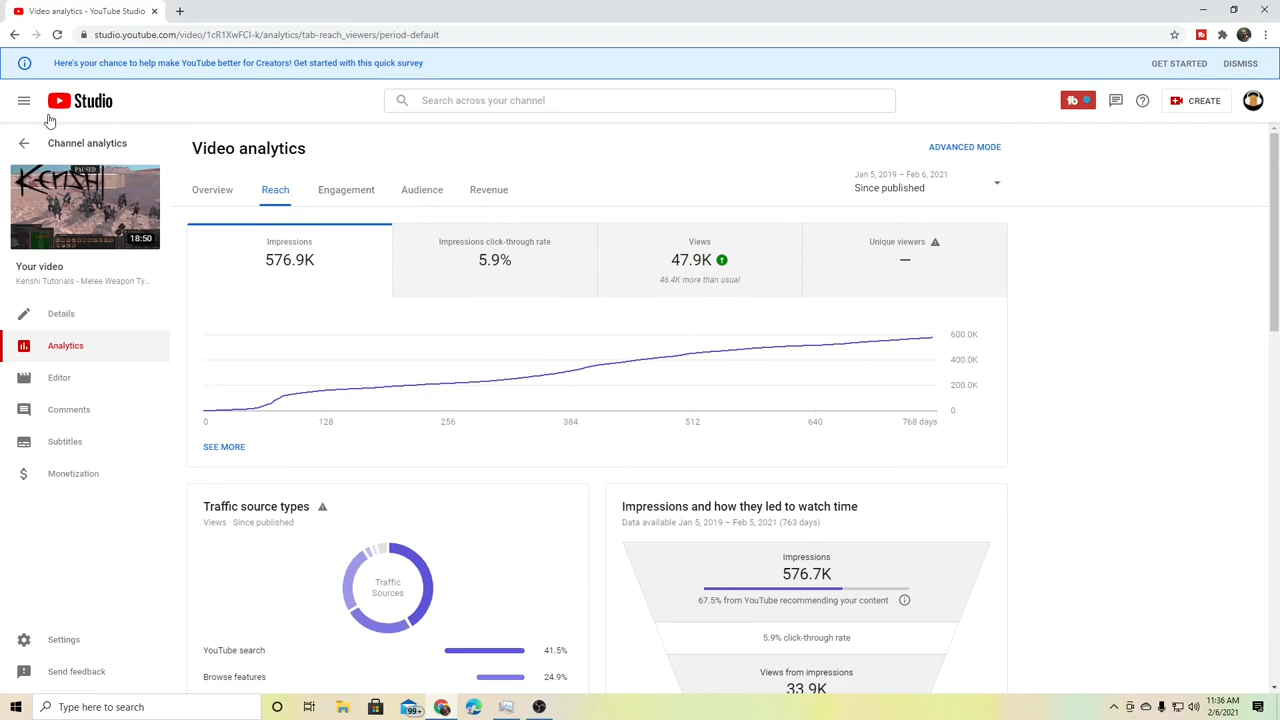 Video analytics - YouTube Studio
studio.youtube.com/video/1cR1XwFCI-k/analytics/tab-reach_viewers/period-default
Here's your chance to help make YouTube better for Creators! Get started with this quick survey
GET STARTED
DISMISS
Studio
Search across your channel
CREATE
Channel analytics
KENSHI
PAUSED
18:50
Your video
Kenshi Tutorials - Melee Weapon Ty...
Details
Analytics
Editor
Comments
Subtitles
Monetization
Settings
Send feedback
Video analytics
ADVANCED MODE
Overview
Reach
Engagement
Audience
Revenue
Jan 5, 2019 – Feb 6, 2021
Since published
Impressions
576.9K
Impressions click-through rate
5.9%
Views
47.9K
46.4K more than usual
Unique viewers
—
600.0K
400.0K
200.0K
0
0 128 256 384 512 640 768 days
SEE MORE
Traffic source types
Views · Since published
Traffic
Sources
YouTube search 41.5%
Browse features 24.9%
Impressions and how they led to watch time
Data available Jan 5, 2019 – Feb 5, 2021 (763 days)
Impressions
576.7K
67.5% from YouTube recommending your content
5.9% click-through rate
Views from impressions
33.9K
Type here to search
99+
11:36 AM
2/6/2021